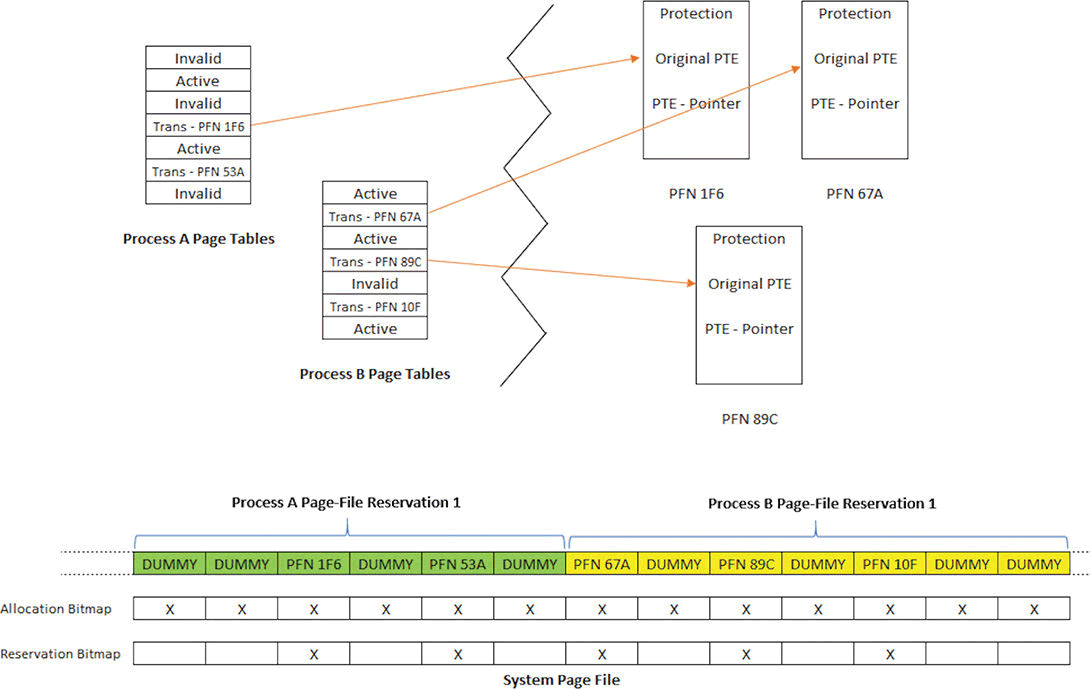 Invalid
Active
Invalid
Trans - PFN 1F6
Active
Trans - PFN 53A
Invalid
Process A Page Tables
Active
Trans - PFN 67A
Active
Trans - PFN 89C
Invalid
Trans - PFN 10F
Active
Process B Page Tables
Protection
Original PTE
PTE - Pointer
PFN 1F6
Protection
Original PTE
PTE - Pointer
PFN 67A
Protection
Original PTE
PTE - Pointer
PFN 89C
Process A Page-File Reservation 1
Process B Page-File Reservation 1
DUMMY DUMMY PFN 1F6 DUMMY PFN 53A DUMMY PFN 67A DUMMY PFN 89C DUMMY PFN 10F DUMMY DUMMY
Allocation Bitmap X X X X X X X X X X X X X
Reservation Bitmap X X X X X
System Page File